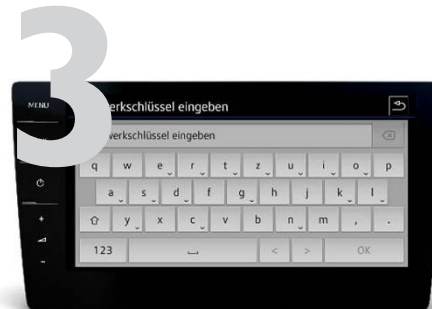 3
MENU
erkschlüssel eingeben
erkschlüssel eingeben
q w e r t z u i o p
a s d f g h j k l
y x c v b n m , .
123 < > OK
+
-